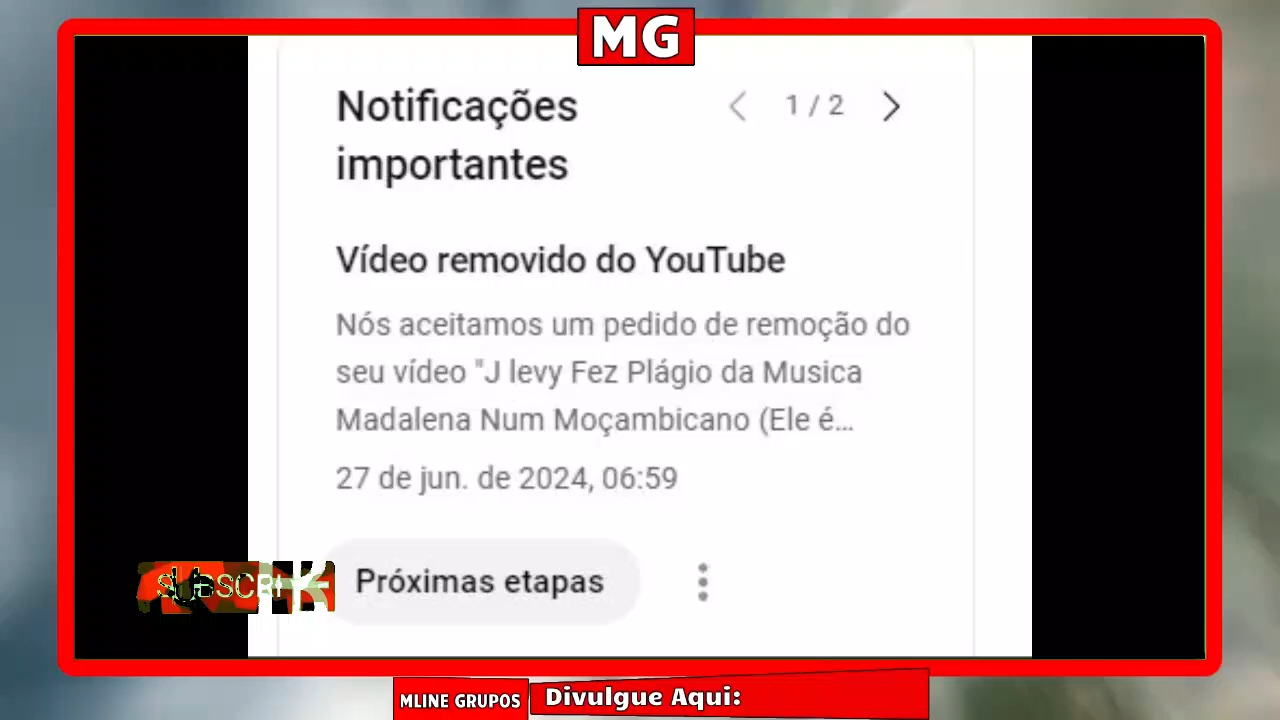 MG
Notificações
importantes
1 / 2
Vídeo removido do YouTube
Nós aceitamos um pedido de remoção do
seu vídeo "J levy Fez Plágio da Musica
Madalena Num Moçambicano (Ele é…
27 de jun. de 2024, 06:59
Próximas etapas
MLINE GRUPOS
Divulgue Aqui: